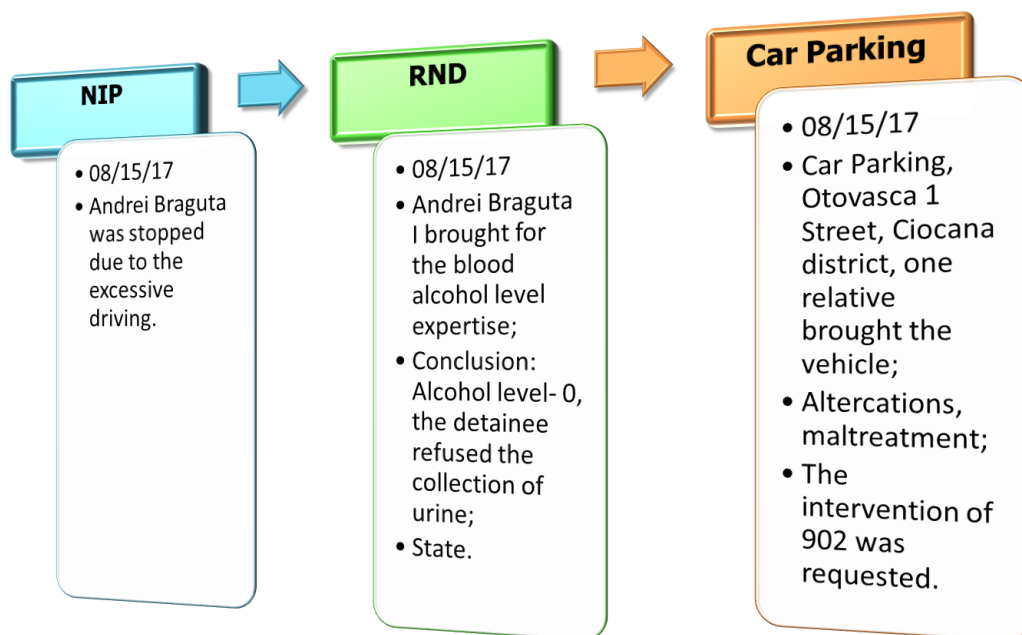 NIP
• 08/15/17
• Andrei Braguta
was stopped
due to the
excessive
driving.
RND
• 08/15/17
• Andrei Braguta
I brought for
the blood
alcohol level
expertise;
• Conclusion:
Alcohol level- 0,
the detainee
refused the
collection of
urine;
• State.
Car Parking
• 08/15/17
• Car Parking,
Otovasca 1
Street, Ciocana
district, one
relative
brought the
vehicle;
• Altercations,
maltreatment;
• The
intervention of
902 was
requested.